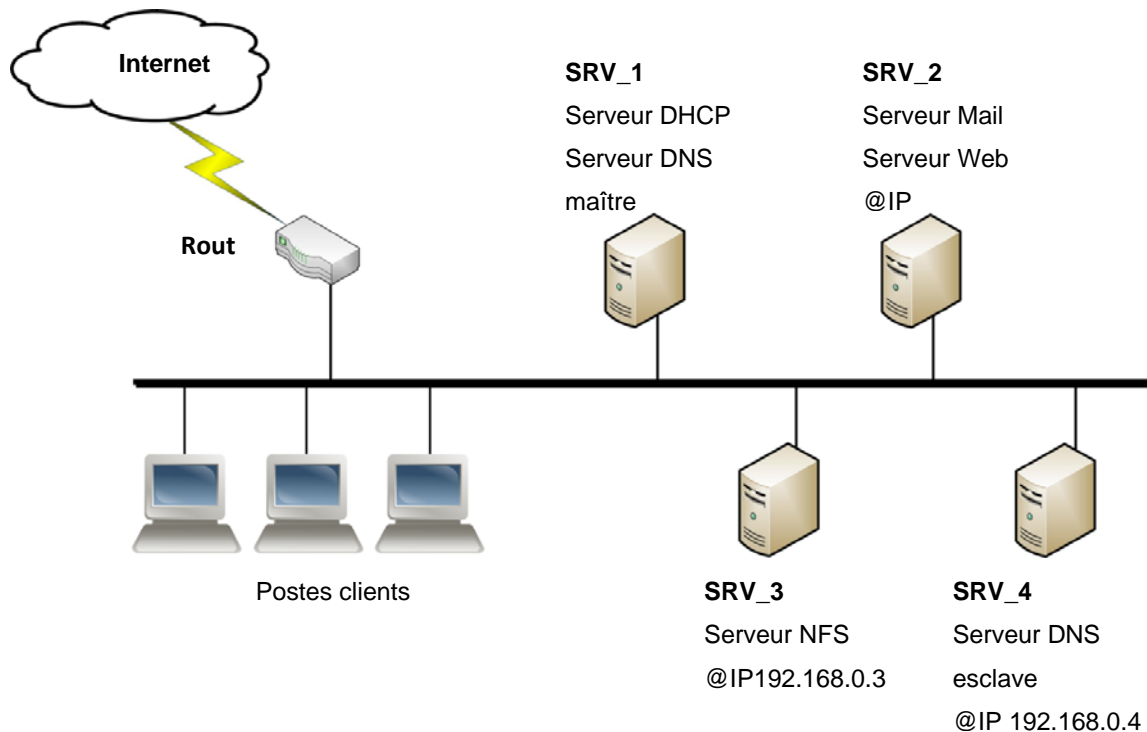 Internet
SRV_1
Serveur DHCP
Serveur DNS
maître
SRV_2
Serveur Mail
Serveur Web
@IP
Rout
Postes clients
SRV_3
Serveur NFS
@IP192.168.0.3
SRV_4
Serveur DNS
esclave
@IP 192.168.0.4